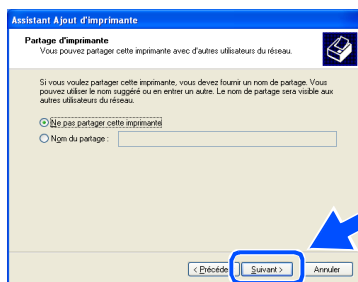 Assistant Ajout d'imprimante
Partage d'imprimante
Vous pouvez partager cette imprimante avec d'autres utilisateurs du réseau.
Si vous voulez partager cette imprimante, vous devez fournir un nom de partage. Vous
pouvez utiliser le nom suggéré ou en entrer un autre. Le nom de partage sera visible aux
autres utilisateurs du réseau.
Ne pas partager cette imprimante
Nom du partage :
< Précéde Suivant > Annuler